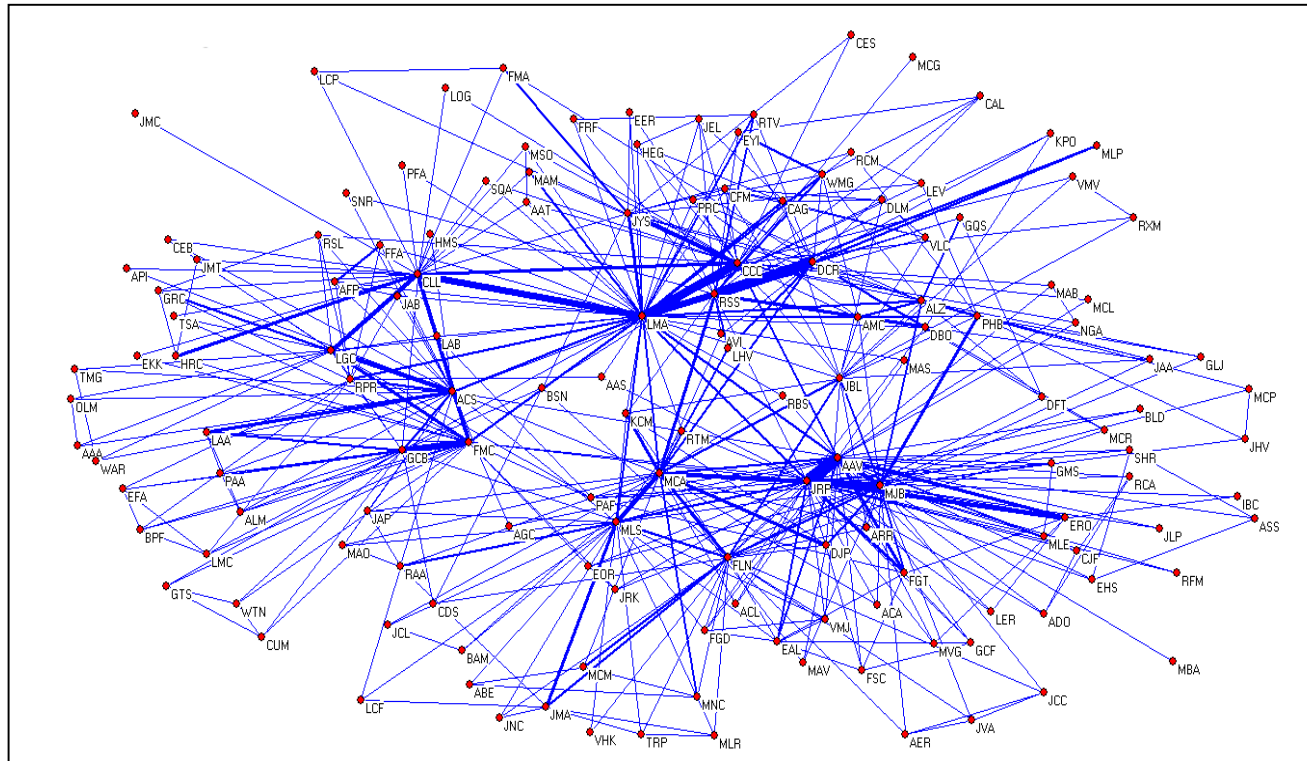 CES
MCG
FMA
LCP
LOG
CAL
JMC
FRF
EER
JEL
RTV
EYI
KPO
MLP
HEG
MSO
RCM
PFA
MAM
SQA
WMG
LEV
VMV
SNR
CFM
PRC
CAG
DLM
AAT
JYS
GQS
RXM
CEB
RSL
FFA
HMS
VLC
JMT
API
CLL
CCC
DCR
GRC
AFP
JAB
RSS
MAB
MCL
TSA
LMA
AMC
ALZ
PHB
NGA
LAB
AVI
DBO
EKK
HRC
LGC
LHV
MAS
JAA
GLJ
TMG
RPR
AAS
JBL
OLM
ACS
BSN
RBS
DFT
MCP
KCM
BLD
AAA
WAR
LAA
GCB
FMC
RTM
MCR
JHV
SHR
PAA
MCA
AAV
GMS
RCA
EFA
JRP
MJB
IBC
BPF
ALM
JAP
PAF
MLS
AGC
ARR
ERO
JLP
ASS
MAO
DJP
MLE
CJF
LMC
RAA
EOR
FLN
FGT
RFM
GTS
JRK
EHS
WTN
CDS
ACL
ACA
LER
ADO
JCL
VMJ
CUM
FGD
EAL
MVG
GCF
BAM
MCM
MAV
FSC
MBA
ABE
MNC
JCC
LCF
JMA
JNC
VHK
TRP
MLR
AER
JVA